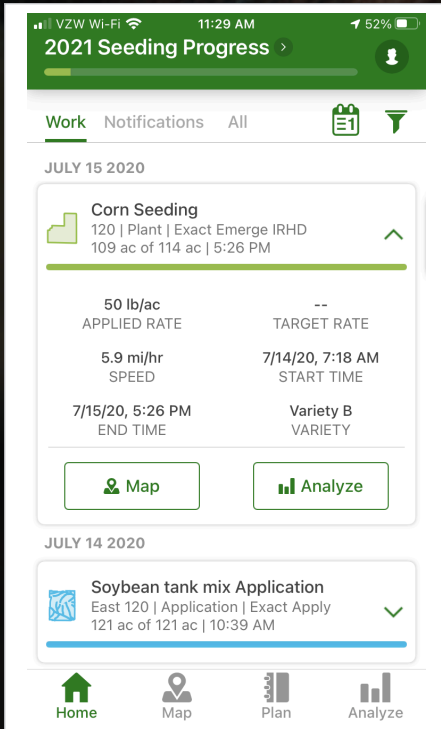 VZW Wi-Fi 11:29 AM 52%
2021 Seeding Progress
Work Notifications All 1
JULY 15 2020
Corn Seeding
120 | Plant | Exact Emerge IRHD
109 ac of 114 ac | 5:26 PM
50 lb/ac --
APPLIED RATE TARGET RATE
5.9 mi/hr 7/14/20, 7:18 AM
SPEED START TIME
7/15/20, 5:26 PM Variety B
END TIME VARIETY
Map Analyze
JULY 14 2020
Soybean tank mix Application
East 120 | Application | Exact Apply
121 ac of 121 ac | 10:39 AM
Home Map Plan Analyze